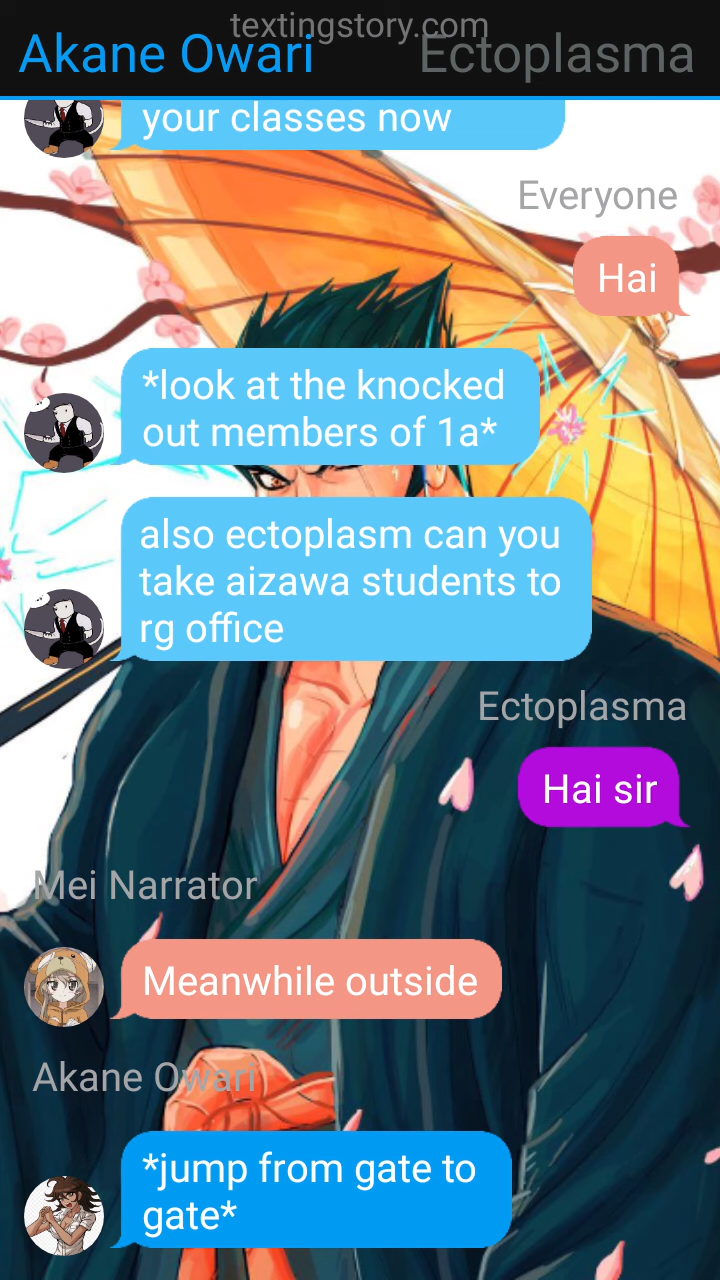 textingstory.com
Akane Owari
Ectoplasma
your classes now
Everyone
Hai
*look at the knocked
out members of 1a*
also ectoplasm can you
take aizawa students to
rg office
Ectoplasma
Hai sir
Mei Narrator
Meanwhile outside
Akane Owari
*jump from gate to
gate*